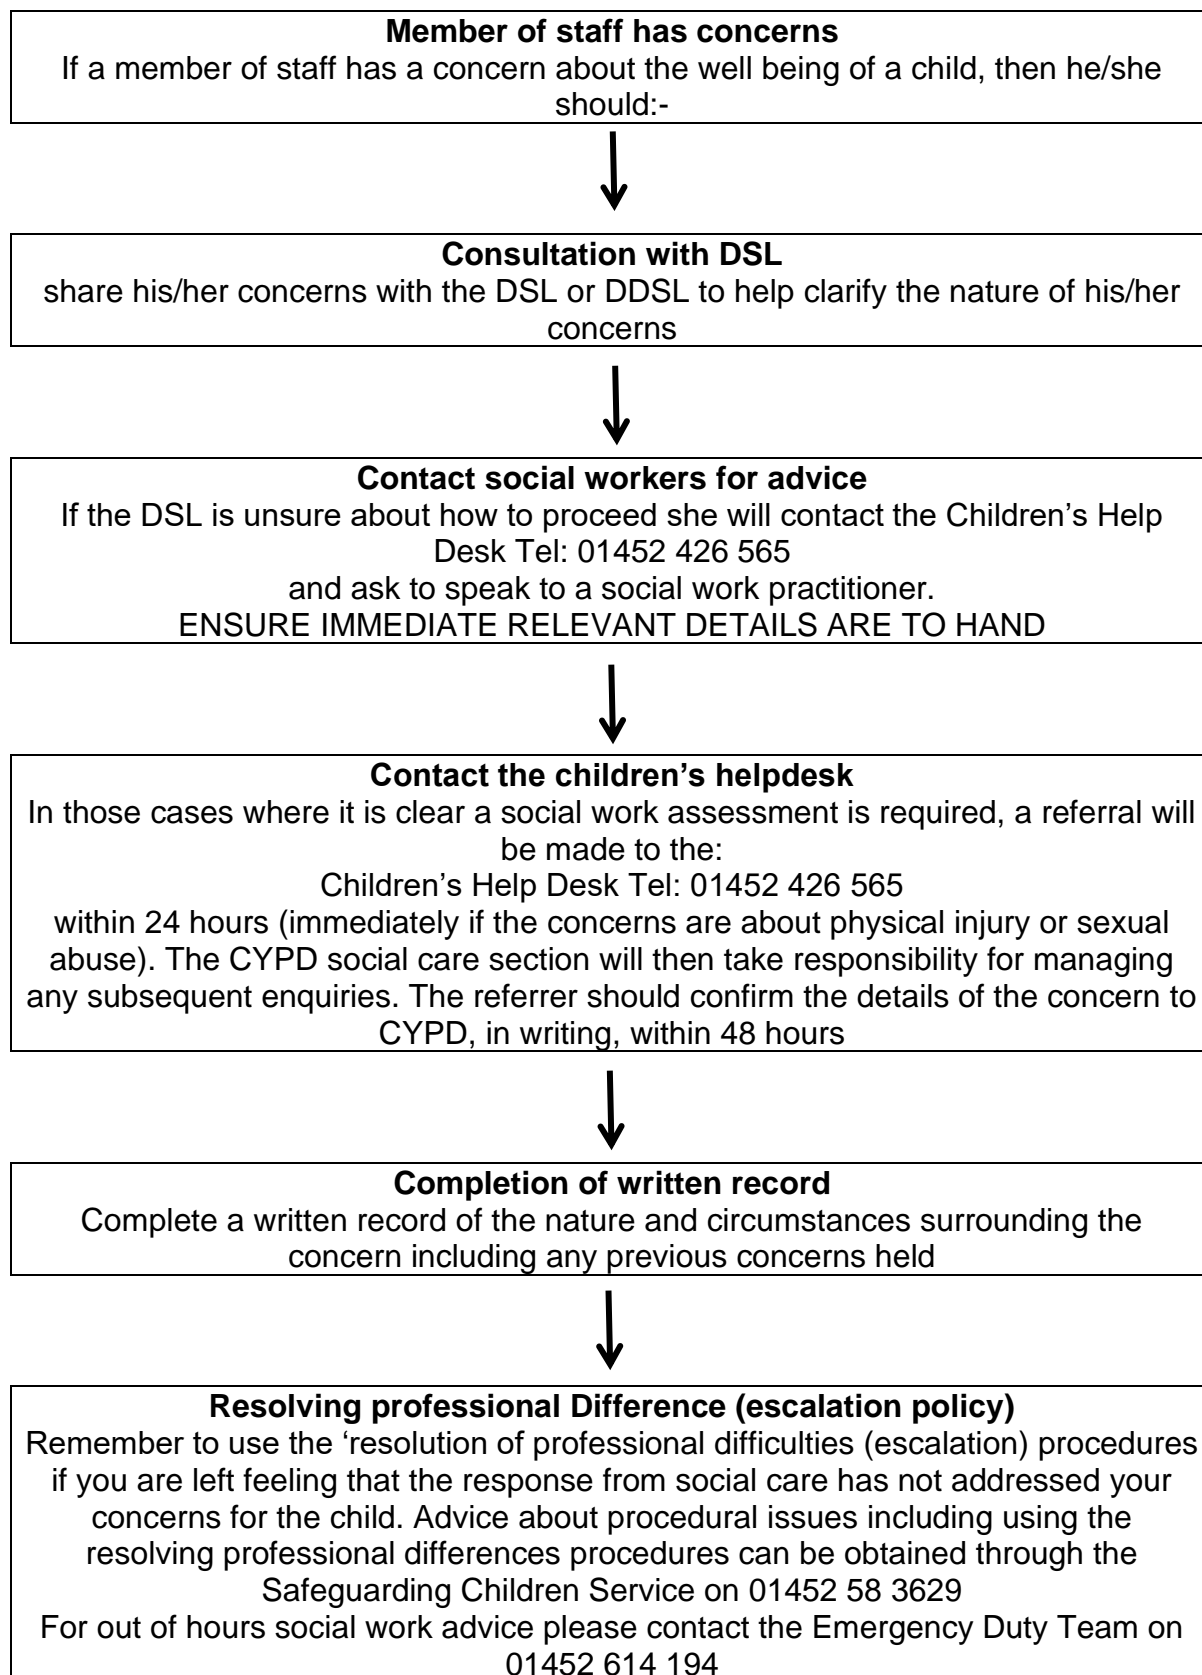 Member of staff has concerns
If a member of staff has a concern about the well being of a child, then he/she
should:-
Consultation with DSL
share his/her concerns with the DSL or DDSL to help clarify the nature of his/her
concerns
Contact social workers for advice
If the DSL is unsure about how to proceed she will contact the Children’s Help
Desk Tel: 01452 426 565
and ask to speak to a social work practitioner.
ENSURE IMMEDIATE RELEVANT DETAILS ARE TO HAND
Contact the children’s helpdesk
In those cases where it is clear a social work assessment is required, a referral will
be made to the:
Children’s Help Desk Tel: 01452 426 565
within 24 hours (immediately if the concerns are about physical injury or sexual
abuse). The CYPD social care section will then take responsibility for managing
any subsequent enquiries. The referrer should confirm the details of the concern to
CYPD, in writing, within 48 hours
Completion of written record
Complete a written record of the nature and circumstances surrounding the
concern including any previous concerns held
Resolving professional Difference (escalation policy)
Remember to use the ‘resolution of professional difficulties (escalation) procedures
if you are left feeling that the response from social care has not addressed your
concerns for the child. Advice about procedural issues including using the
resolving professional differences procedures can be obtained through the
Safeguarding Children Service on 01452 58 3629
For out of hours social work advice please contact the Emergency Duty Team on
01452 614 194